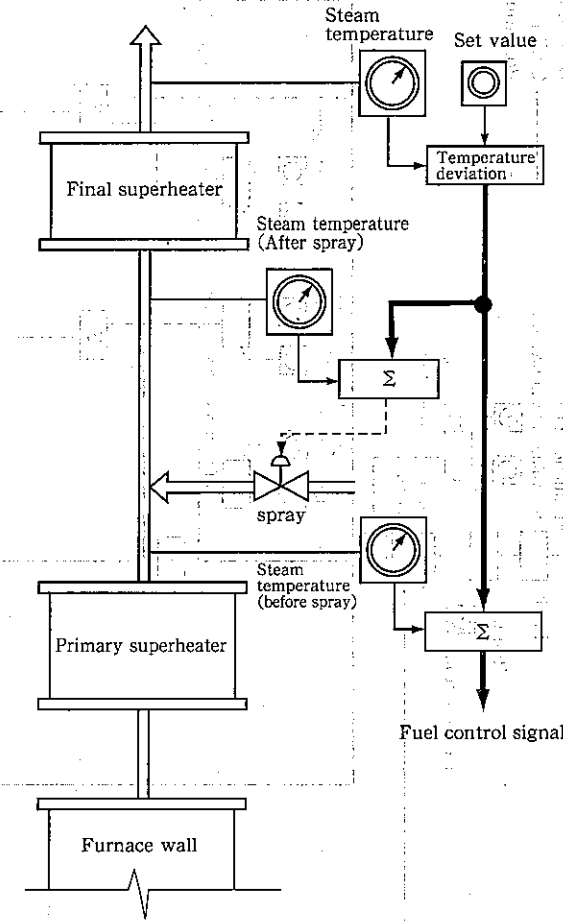 Steam
temperature
Set value
Temperature
deviation
Final superheater
Steam temperature
(After spray)
Σ
spray
Steam
temperature
(before spray)
Primary superheater
Σ
Fuel control signal
Furnace wall